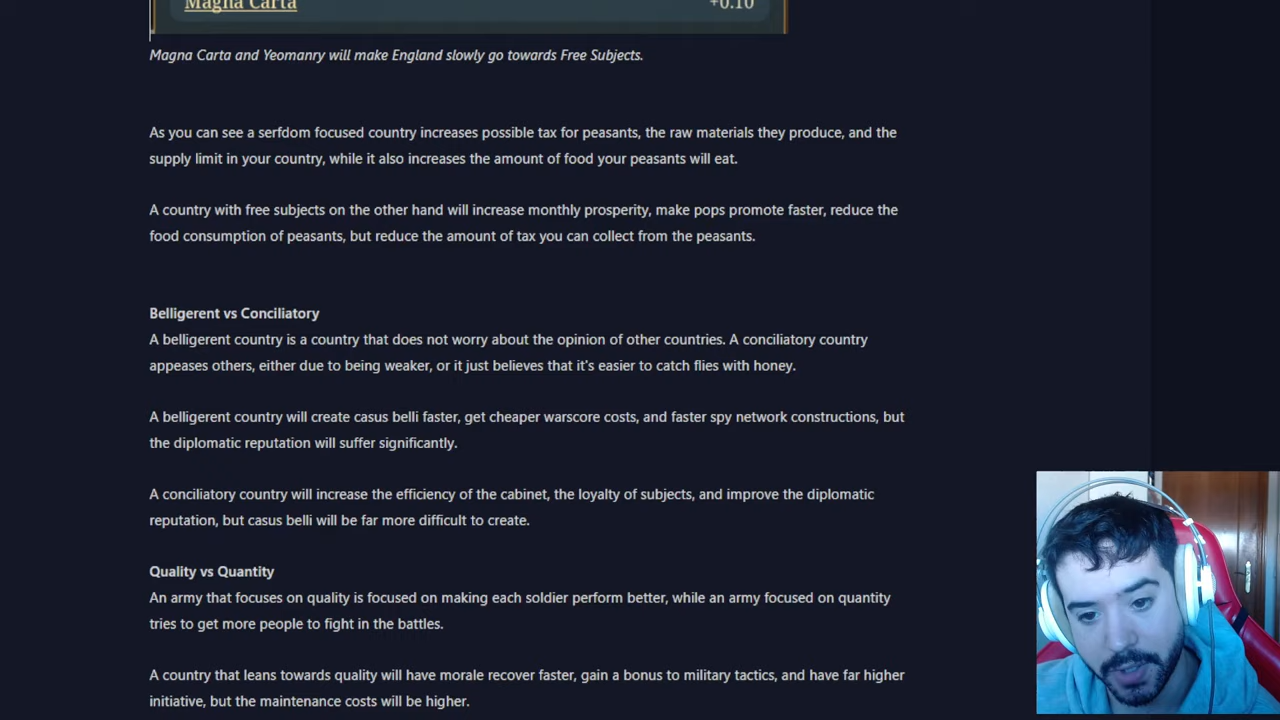 Magna Carta +0.10
Magna Carta and Yeomanry will make England slowly go towards Free Subjects.
As you can see a serfdom focused country increases possible tax for peasants, the raw materials they produce, and the
supply limit in your country, while it also increases the amount of food your peasants will eat.
A country with free subjects on the other hand will increase monthly prosperity, make pops promote faster, reduce the
food consumption of peasants, but reduce the amount of tax you can collect from the peasants.
Belligerent vs Conciliatory
A belligerent country is a country that does not worry about the opinion of other countries. A conciliatory country
appeases others, either due to being weaker, or it just believes that it's easier to catch flies with honey.
A belligerent country will create casus belli faster, get cheaper warscore costs, and faster spy network constructions, but
the diplomatic reputation will suffer significantly.
A conciliatory country will increase the efficiency of the cabinet, the loyalty of subjects, and improve the diplomatic
reputation, but casus belli will be far more difficult to create.
Quality vs Quantity
An army that focuses on quality is focused on making each soldier perform better, while an army focused on quantity
tries to get more people to fight in the battles.
A country that leans towards quality will have morale recover faster, gain a bonus to military tactics, and have far higher
initiative, but the maintenance costs will be higher.